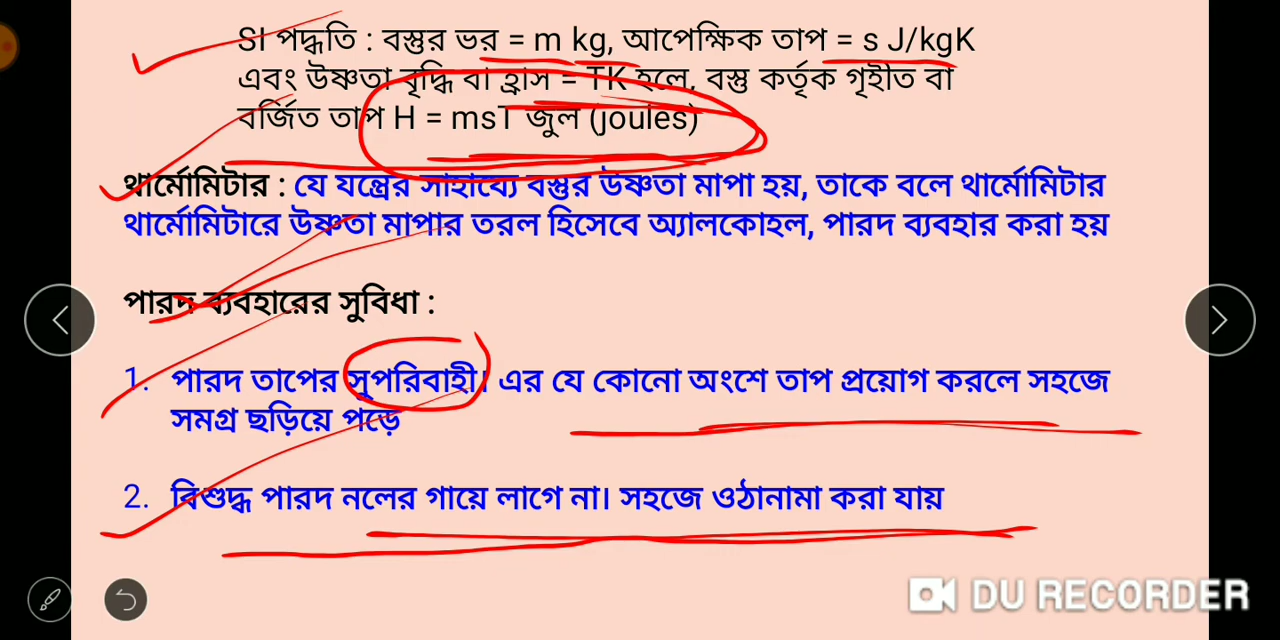 SI পদ্ধতি : বস্তুর ভর = m kg, আপেক্ষিক তাপ = s J/kgK
এবং উষ্ণতা বৃদ্ধি বা হ্রাস = TK হলে, বস্তু কর্তৃক গৃহীত বা
বর্জিত তাপ H = msT জুল (joules)
থার্মোমিটার : যে যন্ত্রের সাহায্যে বস্তুর উষ্ণতা মাপা হয়, তাকে বলে থার্মোমিটার
থার্মোমিটারে উষ্ণতা মাপার তরল হিসেবে অ্যালকোহল, পারদ ব্যবহার করা হয়
পারদ ব্যবহারের সুবিধা :
1. পারদ তাপের সুপরিবাহী। এর যে কোনো অংশে তাপ প্রয়োগ করলে সহজে
সমগ্র ছড়িয়ে পড়ে
2. বিশুদ্ধ পারদ নলের গায়ে লাগে না। সহজে ওঠানামা করা যায়
DU RECORDER